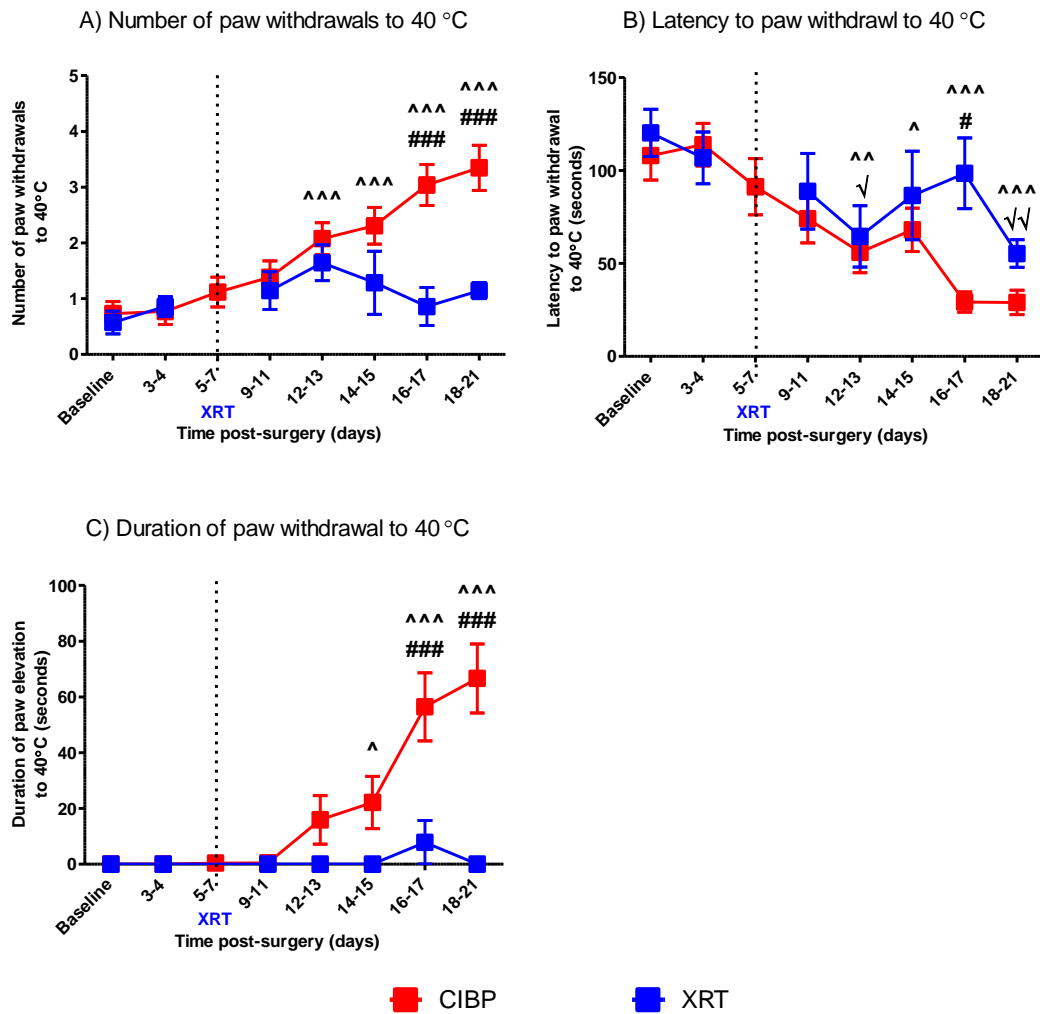 A) Number of paw withdrawals to 40 °C
5
4
3
2
1
0
Number of paw withdrawals
to 40°C
^^^
^^^
^^^
###
^^^
###
Baseline
3-4
5-7
9-11
12-13
14-15
16-17
18-21
XRT
Time post-surgery (days)
B) Latency to paw withdrawl to 40 °C
150
100
50
0
Latency to paw withdrawal
to 40°C (seconds)
^^
√
^
^^^
#
^^^
√√
Baseline
3-4
5-7
9-11
12-13
14-15
16-17
18-21
XRT
Time post-surgery (days)
C) Duration of paw withdrawal to 40 °C
100
80
60
40
20
0
Duration of paw elevation
to 40°C (seconds)
^
^^^
###
^^^
###
Baseline
3-4
5-7
9-11
12-13
14-15
16-17
18-21
XRT
Time post-surgery (days)
CIBP
XRT